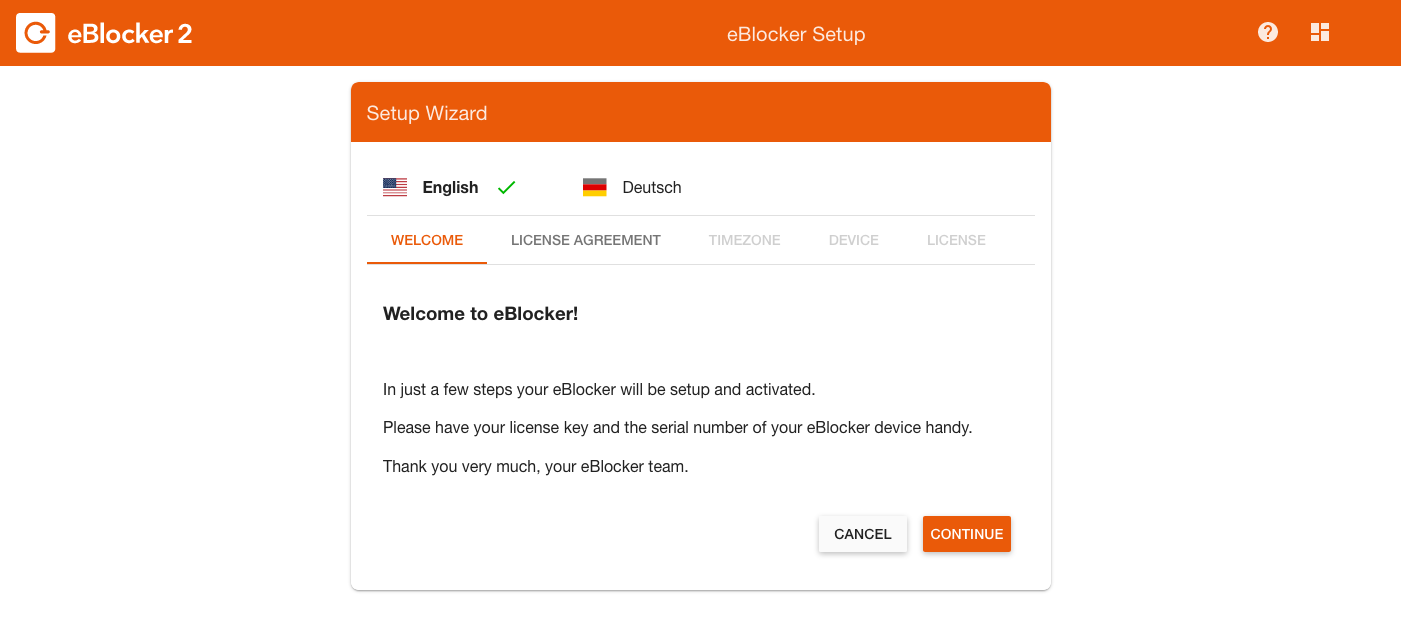 eBlocker 2
eBlocker Setup
?
Setup Wizard
English
Deutsch
WELCOME
LICENSE AGREEMENT
TIMEZONE
DEVICE
LICENSE
Welcome to eBlocker!
In just a few steps your eBlocker will be setup and activated.
Please have your license key and the serial number of your eBlocker device handy.
Thank you very much, your eBlocker team.
CANCEL
CONTINUE